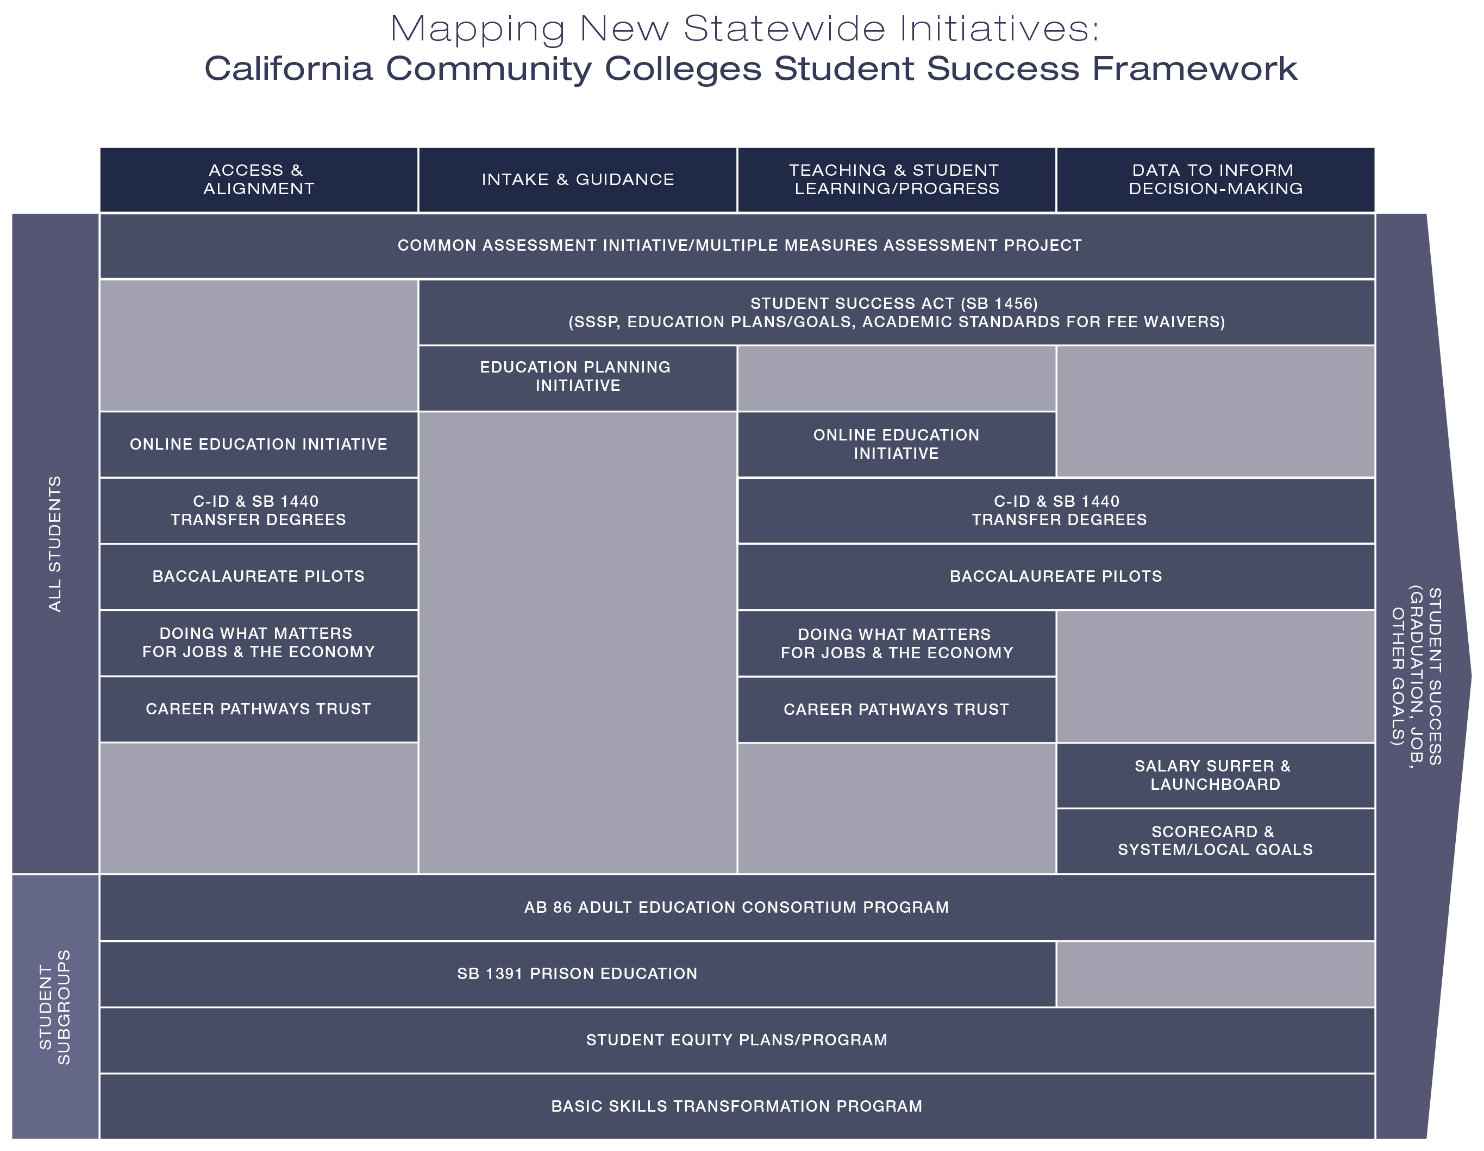 Mapping New Statewide Initiatives:
California Community Colleges Student Success Framework
ACCESS &
ALIGNMENT
INTAKE & GUIDANCE
TEACHING & STUDENT
LEARNING/PROGRESS
DATA TO INFORM
DECISION-MAKING
ALL STUDENTS
COMMON ASSESSMENT INITIATIVE/MULTIPLE MEASURES ASSESSMENT PROJECT
STUDENT SUCCESS ACT (SB 1456)
(SSSP, EDUCATION PLANS/GOALS, ACADEMIC STANDARDS FOR FEE WAIVERS)
EDUCATION PLANNING
INITIATIVE
ONLINE EDUCATION INITIATIVE
ONLINE EDUCATION
INITIATIVE
C-ID & SB 1440
TRANSFER DEGREES
C-ID & SB 1440
TRANSFER DEGREES
BACCALAUREATE PILOTS
BACCALAUREATE PILOTS
DOING WHAT MATTERS
FOR JOBS & THE ECONOMY
DOING WHAT MATTERS
FOR JOBS & THE ECONOMY
CAREER PATHWAYS TRUST
CAREER PATHWAYS TRUST
SALARY SURFER &
LAUNCHBOARD
SCORECARD &
SYSTEM/LOCAL GOALS
STUDENT
SUBGROUPS
AB 86 ADULT EDUCATION CONSORTIUM PROGRAM
SB 1391 PRISON EDUCATION
STUDENT EQUITY PLANS/PROGRAM
BASIC SKILLS TRANSFORMATION PROGRAM
STUDENT SUCCESS
(GRADUATION, JOB,
OTHER GOALS)